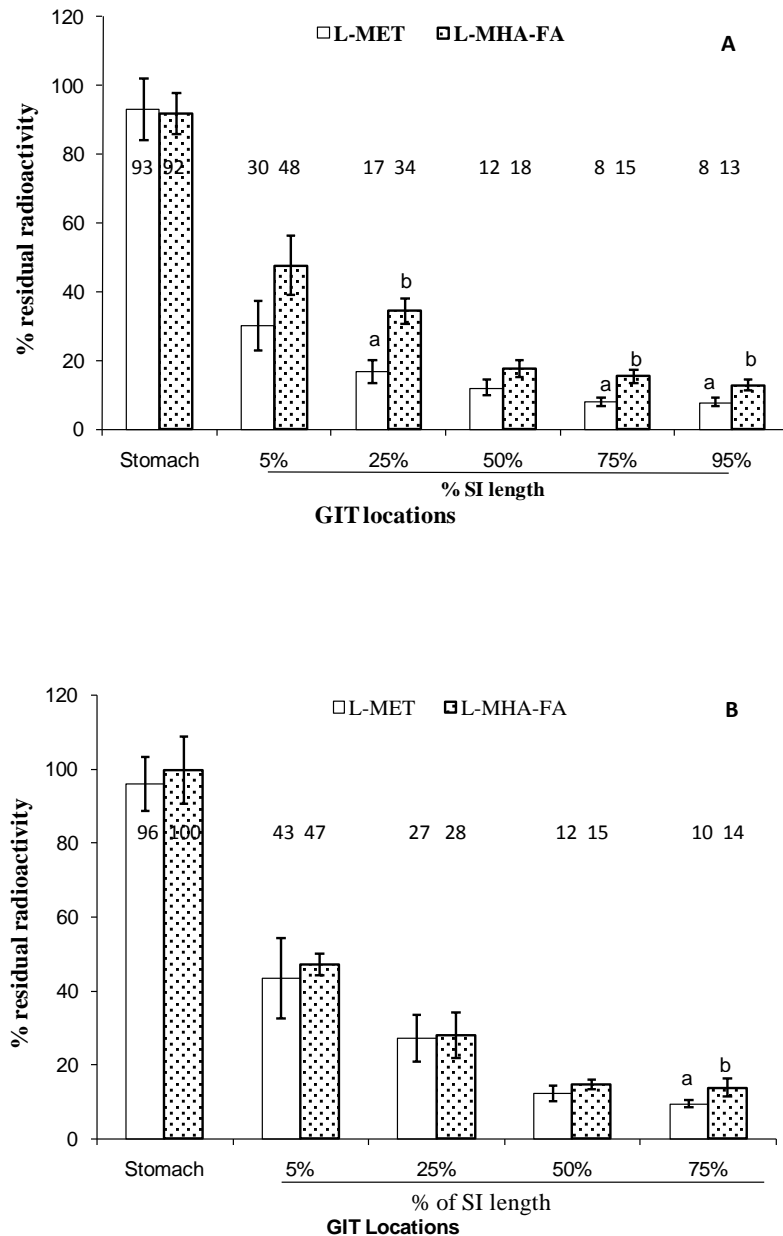 L-MET L-MHA-FA A
% residual radioactivity
120
100
80
60
40
20
0
93 92 30 48 17 34 12 18 8 15 8 13
b
a
a b
a b
Stomach 5% 25% 50% 75% 95%
% SI length
GIT locations
L-MET L-MHA-FA B
% residual radioactivity
120
100
80
60
40
20
0
96 100 43 47 27 28 12 15 10 14
a b
Stomach 5% 25% 50% 75%
% of SI length
GIT Locations